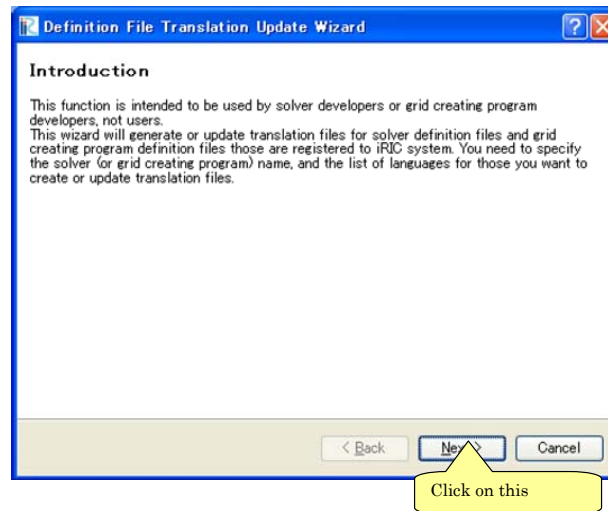 Definition File Translation Update Wizard
Introduction
This function is intended to be used by solver developers or grid creating program
developers, not users.
This wizard will generate or update translation files for solver definition files and grid
creating program definition files those are registered to iRIC system. You need to specify
the solver (or grid creating program) name, and the list of languages for those you want to
create or update translation files.
< Back Next > Cancel
Click on this